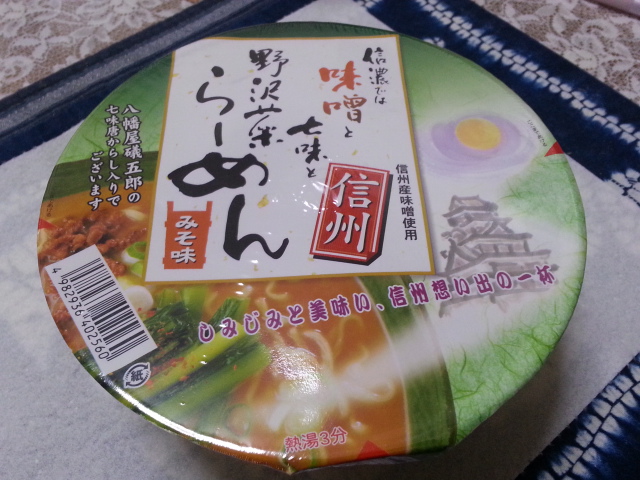 信濃では
味噌と
七味と
野沢菜
らーめん
みそ味
信州
信州産味噌使用
八幡屋礒五郎の
七味唐からし入りで
ございます
しみじみと美味い、信州想い出の一杯
4 982936 402560
紙
熱湯3分